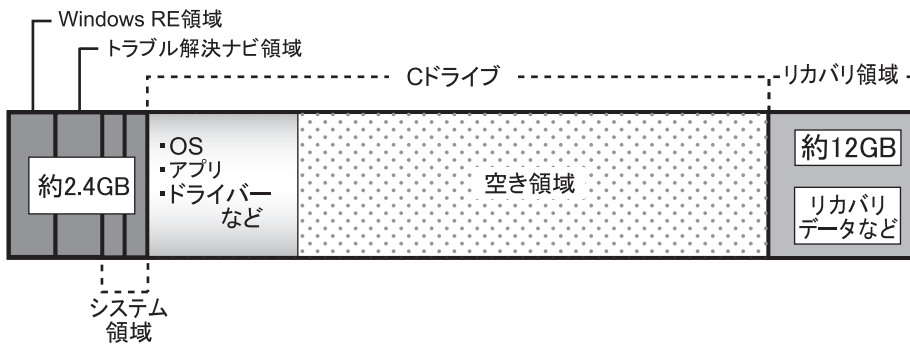 Windows RE領域
トラブル解決ナビ領域
Cドライブ
リカバリ領域
約2.4GB
▪OS
▪アプリ
▪ドライバー
など
空き領域
約12GB
リカバリ
データなど
システム
領域